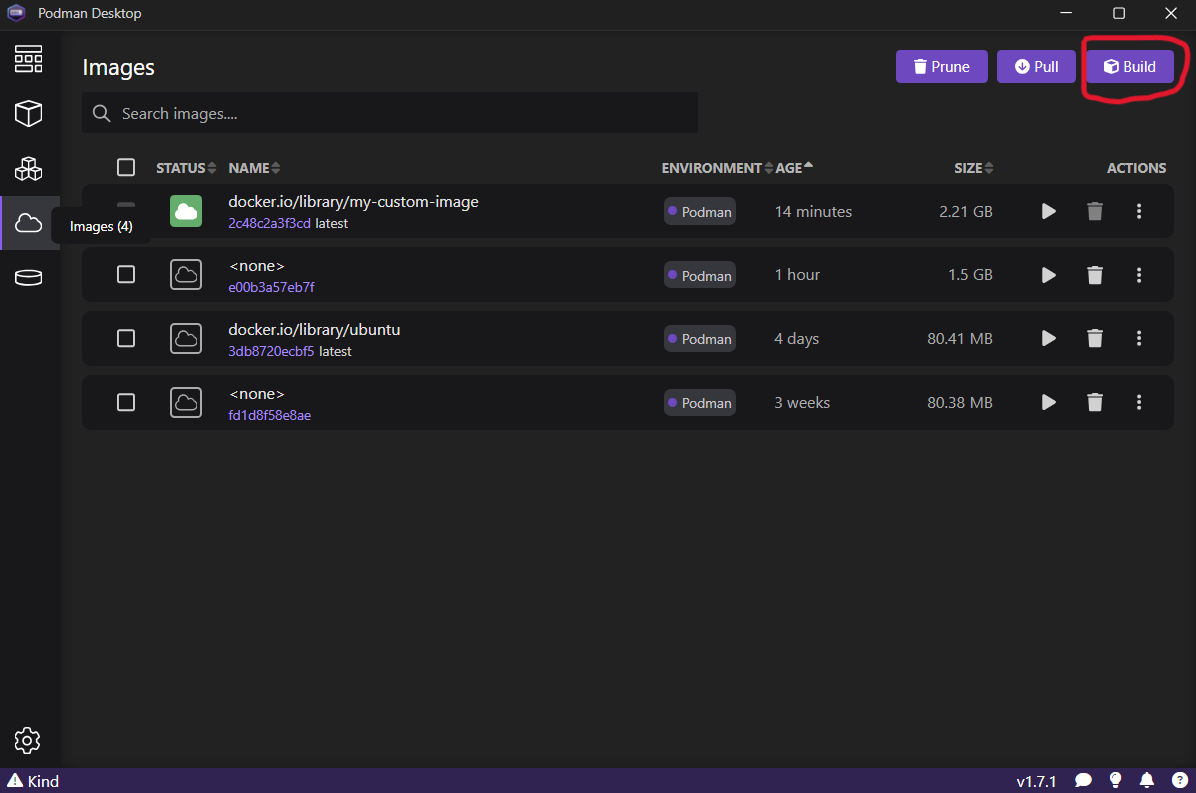 Podman Desktop
Images
Prune
Pull
Build
Search images....
STATUS NAME ENVIRONMENT AGE SIZE ACTIONS
docker.io/library/my-custom-image
2c48c2a3f3cd latest
Podman 14 minutes 2.21 GB
Images (4)
<none>
e00b3a57eb7f
Podman 1 hour 1.5 GB
docker.io/library/ubuntu
3db8720ecbf5 latest
Podman 4 days 80.41 MB
<none>
fd1d8f58e8ae
Podman 3 weeks 80.38 MB
Kind
v1.7.1